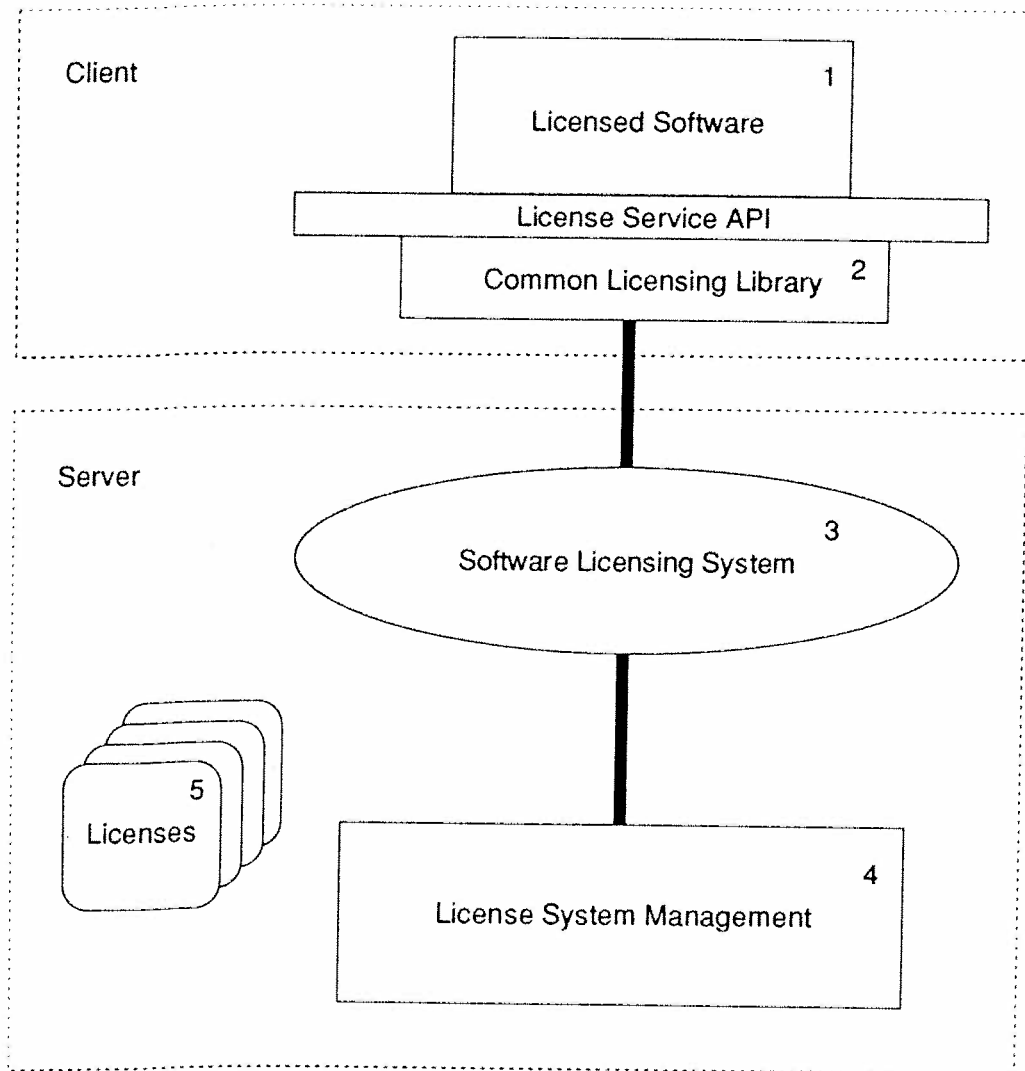 Client
1
Licensed Software
License Service API
Common Licensing Library 2
Server
3
Software Licensing System
5
Licenses
4
License System Management